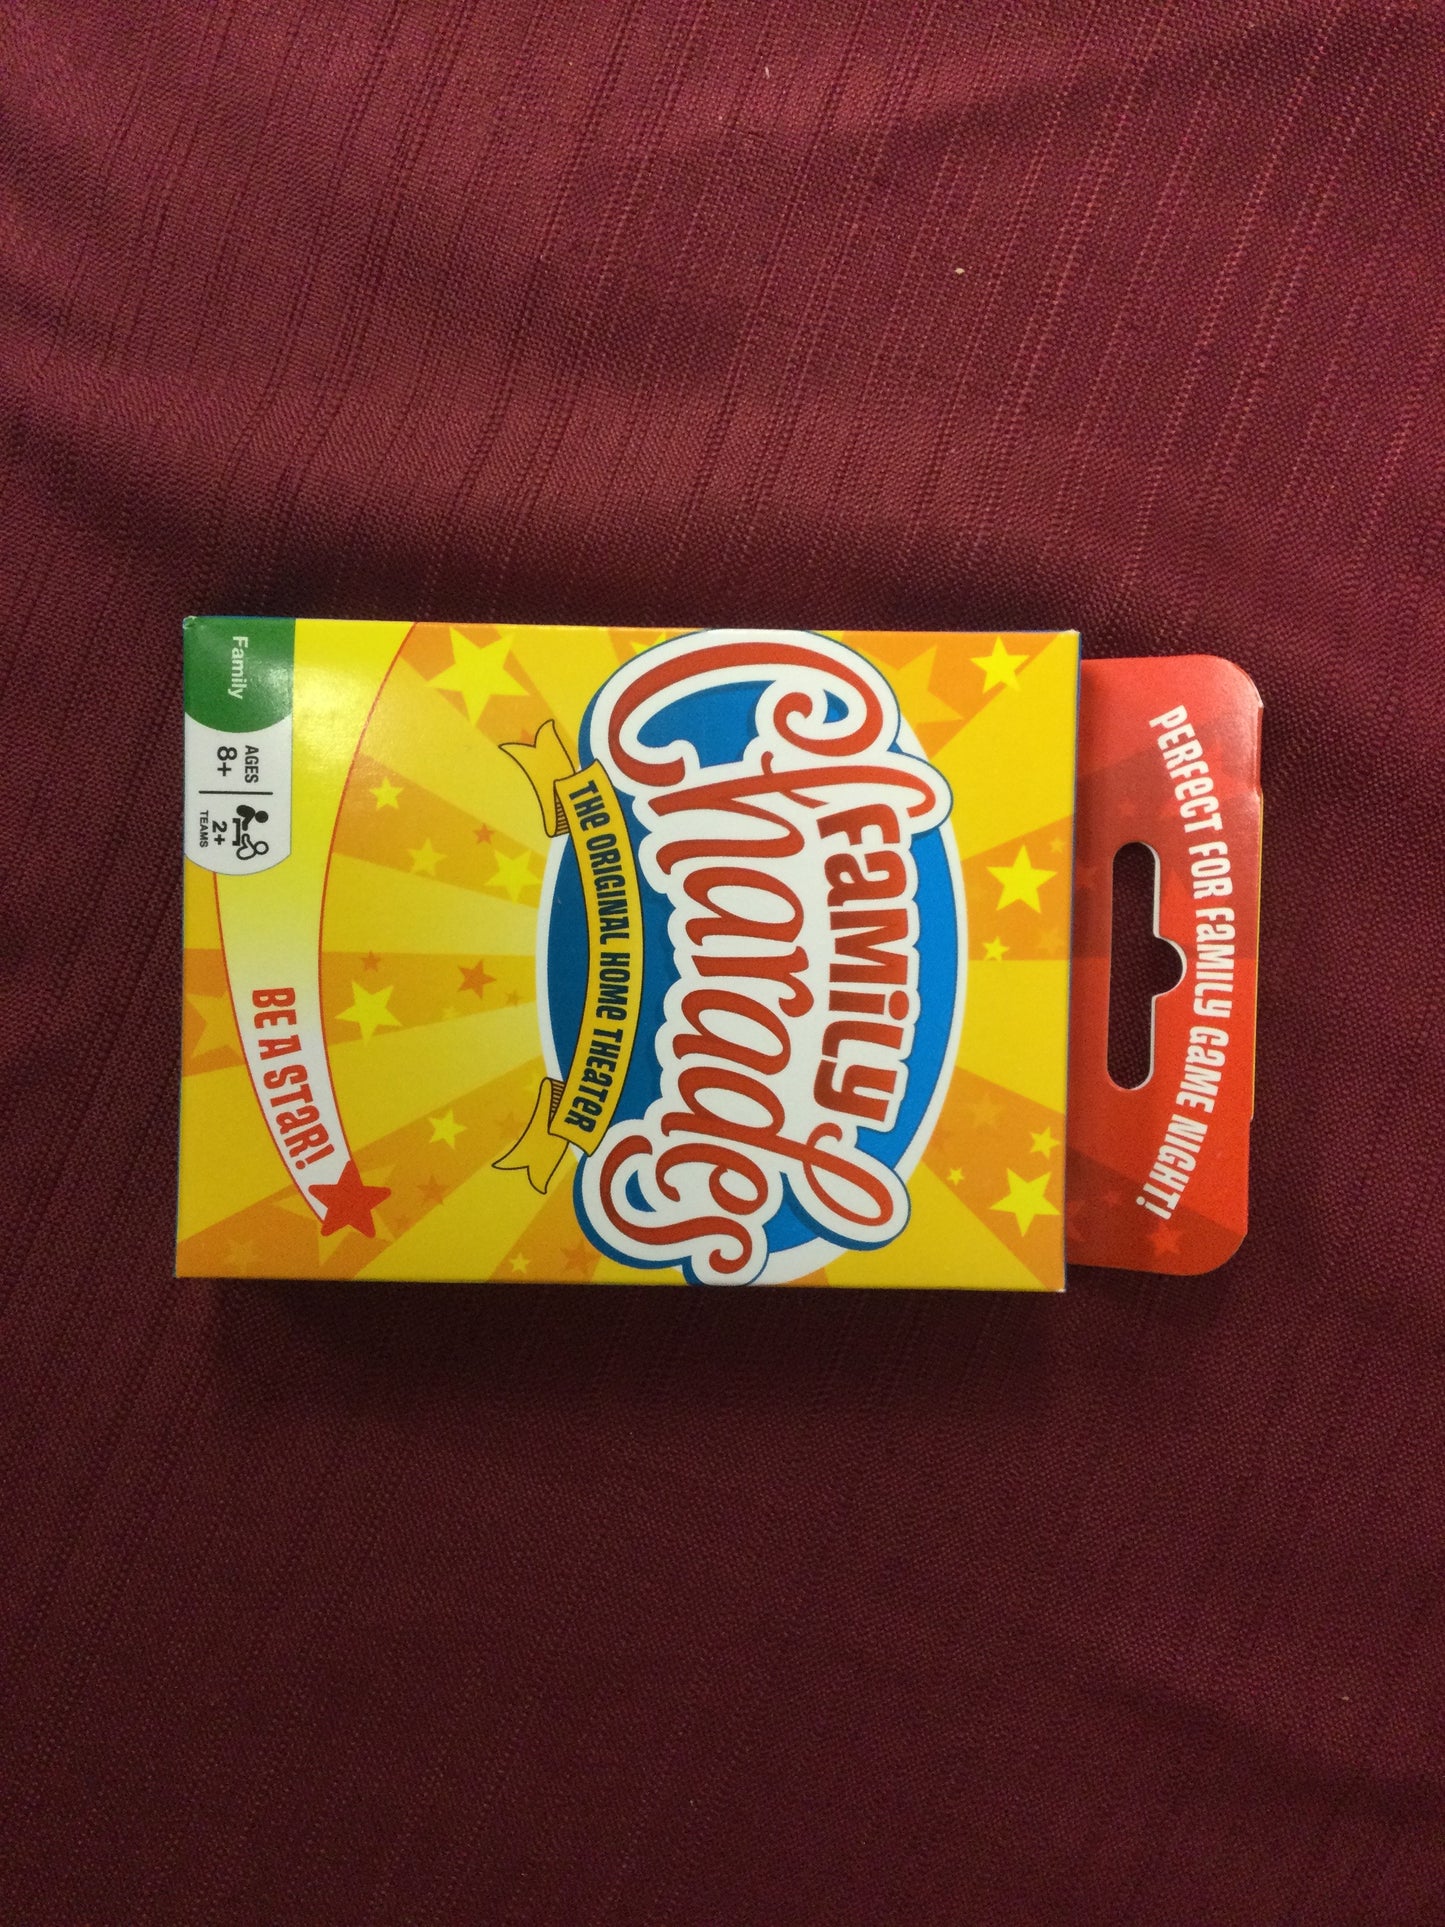 PERFECT FOR FAMILY GAME NIGHT!
FAMILY
Charades
THE ORIGINAL HOME THEATER
BE A STAR!
Family
AGES
8+
2+
TEAMS